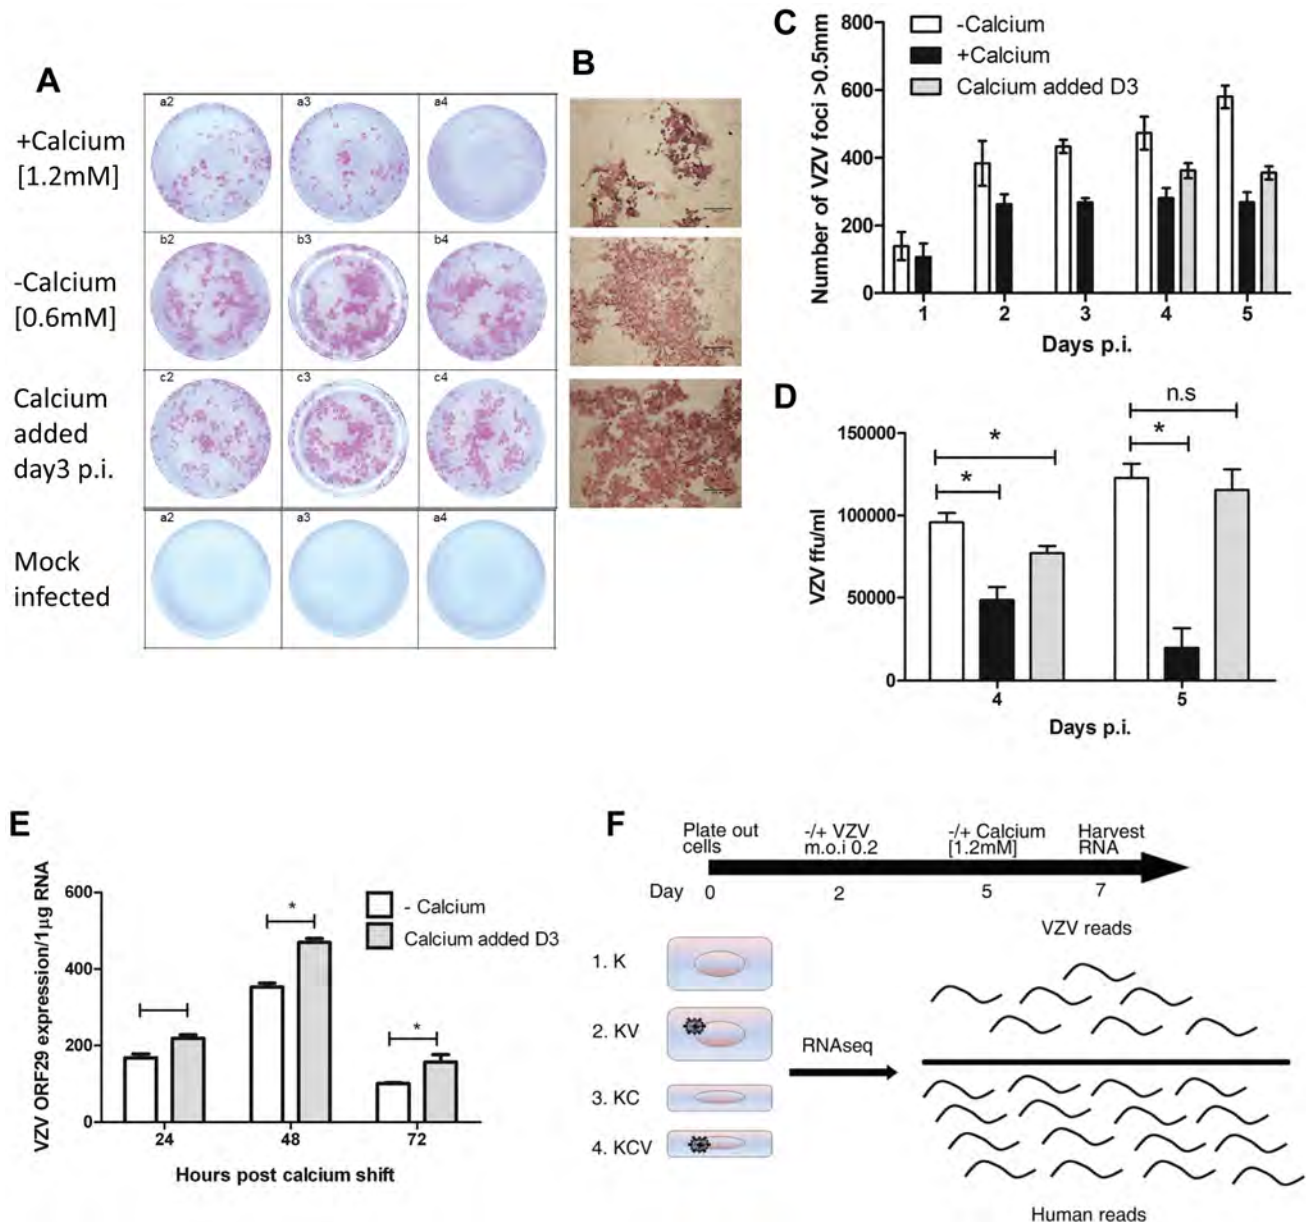 A
a2
a3
a4
+Calcium
[1.2mM]
b2
b3
b4
-Calcium
[0.6mM]
c2
c3
c4
Calcium
added
day3 p.i.
a2
a3
a4
Mock
infected
B
C
-Calcium
+Calcium
Calcium added D3
Number of VZV foci >0.5mm
800
600
400
200
0
1
2
3
4
5
Days p.i.
D
n.s
*
*
*
VZV ffu/ml
150000
100000
50000
0
4
5
Days p.i.
E
- Calcium
Calcium added D3
VZV ORF29 expression/1µg RNA
600
400
200
0
*
*
24
48
72
Hours post calcium shift
F
Plate out
cells
-/+ VZV
m.o.i 0.2
-/+ Calcium
[1.2mM]
Harvest
RNA
Day 0 2 5 7
VZV reads
1. K
2. KV
3. KC
4. KCV
RNAseq
Human reads